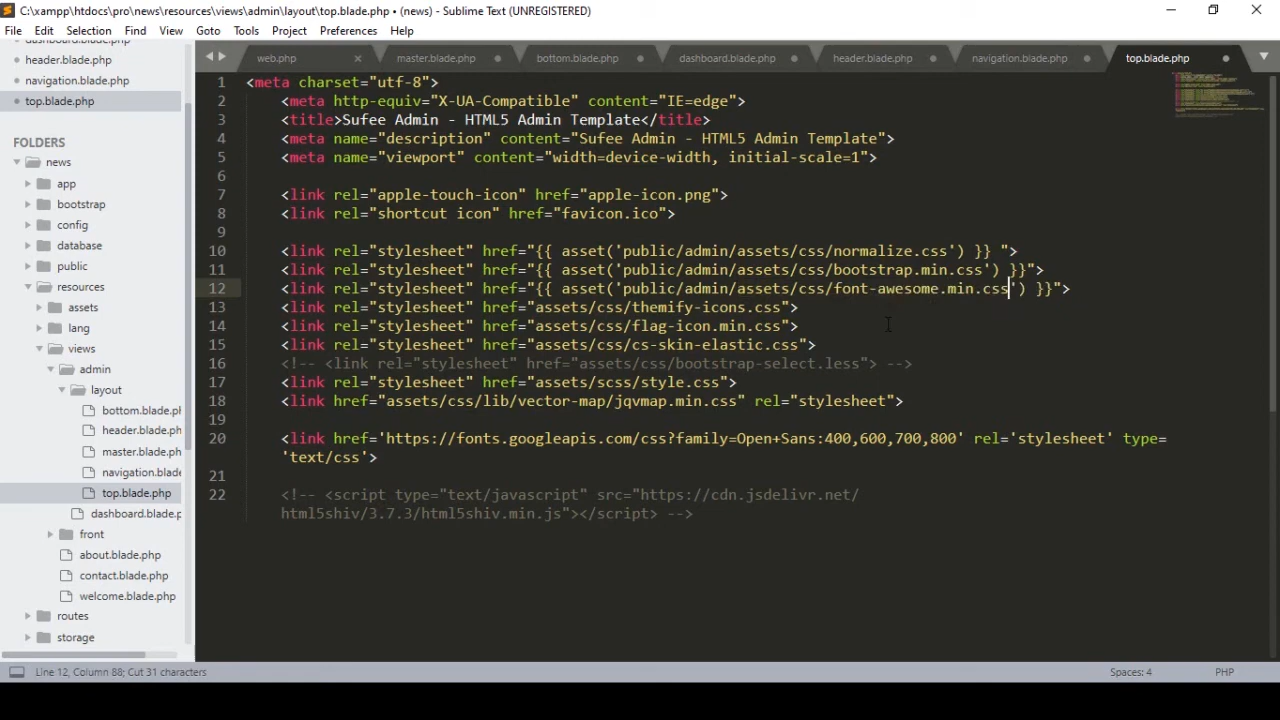 C:\xampp\htdocs\pro\news\resources\views\admin\layout\top.blade.php • (news) - Sublime Text (UNREGISTERED)
File Edit Selection Find View Goto Tools Project Preferences Help
dashboard.blade.php
header.blade.php
navigation.blade.php
top.blade.php
FOLDERS
news
app
bootstrap
config
database
public
resources
assets
lang
views
admin
layout
bottom.blade.ph
header.blade.ph
master.blade.ph
navigation.blade
top.blade.php
dashboard.blade.p
front
about.blade.php
contact.blade.php
welcome.blade.php
routes
storage
web.php master.blade.php bottom.blade.php dashboard.blade.php header.blade.php navigation.blade.php top.blade.php
1 <meta charset="utf-8">
2 <meta http-equiv="X-UA-Compatible" content="IE=edge">
3 <title>Sufee Admin - HTML5 Admin Template</title>
4 <meta name="description" content="Sufee Admin - HTML5 Admin Template">
5 <meta name="viewport" content="width=device-width, initial-scale=1">
6
7 <link rel="apple-touch-icon" href="apple-icon.png">
8 <link rel="shortcut icon" href="favicon.ico">
9
10 <link rel="stylesheet" href="{{ asset('public/admin/assets/css/normalize.css') }} ">
11 <link rel="stylesheet" href="{{ asset('public/admin/assets/css/bootstrap.min.css') }}">
12 <link rel="stylesheet" href="{{ asset('public/admin/assets/css/font-awesome.min.css') }}">
13 <link rel="stylesheet" href="assets/css/themify-icons.css">
14 <link rel="stylesheet" href="assets/css/flag-icon.min.css">
15 <link rel="stylesheet" href="assets/css/cs-skin-elastic.css">
16 <!-- <link rel="stylesheet" href="assets/css/bootstrap-select.less"> -->
17 <link rel="stylesheet" href="assets/scss/style.css">
18 <link href="assets/css/lib/vector-map/jqvmap.min.css" rel="stylesheet">
19
20 <link href='https://fonts.googleapis.com/css?family=Open+Sans:400,600,700,800' rel='stylesheet' type=
'text/css'>
21
22 <!-- <script type="text/javascript" src="https://cdn.jsdelivr.net/
html5shiv/3.7.3/html5shiv.min.js"></script> -->
Line 12, Column 88; Cut 31 characters Spaces: 4 PHP